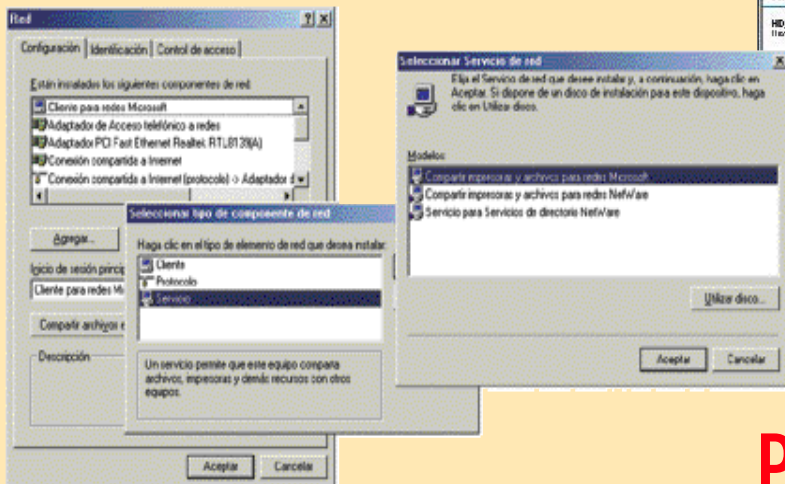 Red
Configuración
Identificación
Control de acceso
Están instalados los siguientes componentes de red:
Cliente para redes Microsoft
Adaptador de Acceso telefónico a redes
Adaptador PCI Fast Ethernet Realtek RTL8139(A)
Conexión compartida a Internet
Conexión compartida a Internet (protocolo) -> Adaptador d
Agregar...
Inicio de sesión princip
Cliente para redes Mi
Compartir archivos e
Descripción
Aceptar
Cancelar
Seleccionar tipo de componente de red
Haga clic en el tipo de elemento de red que desea instalar:
Cliente
Protocolo
Servicio
Un servicio permite que este equipo comparta
archivos, impresoras y demás recursos con otros
equipos.
Seleccionar Servicio de red
Elija el Servicio de red que desee instalar y, a continuación, haga clic en
Aceptar. Si dispone de un disco de instalación para este dispositivo, haga
clic en Utilizar disco.
Modelos
Compartir impresoras y archivos para redes Microsoft
Compartir impresoras y archivos para redes NetWare
Servicio para Servicios de directorio NetWare
Utilizar disco...
Aceptar
Cancelar
P